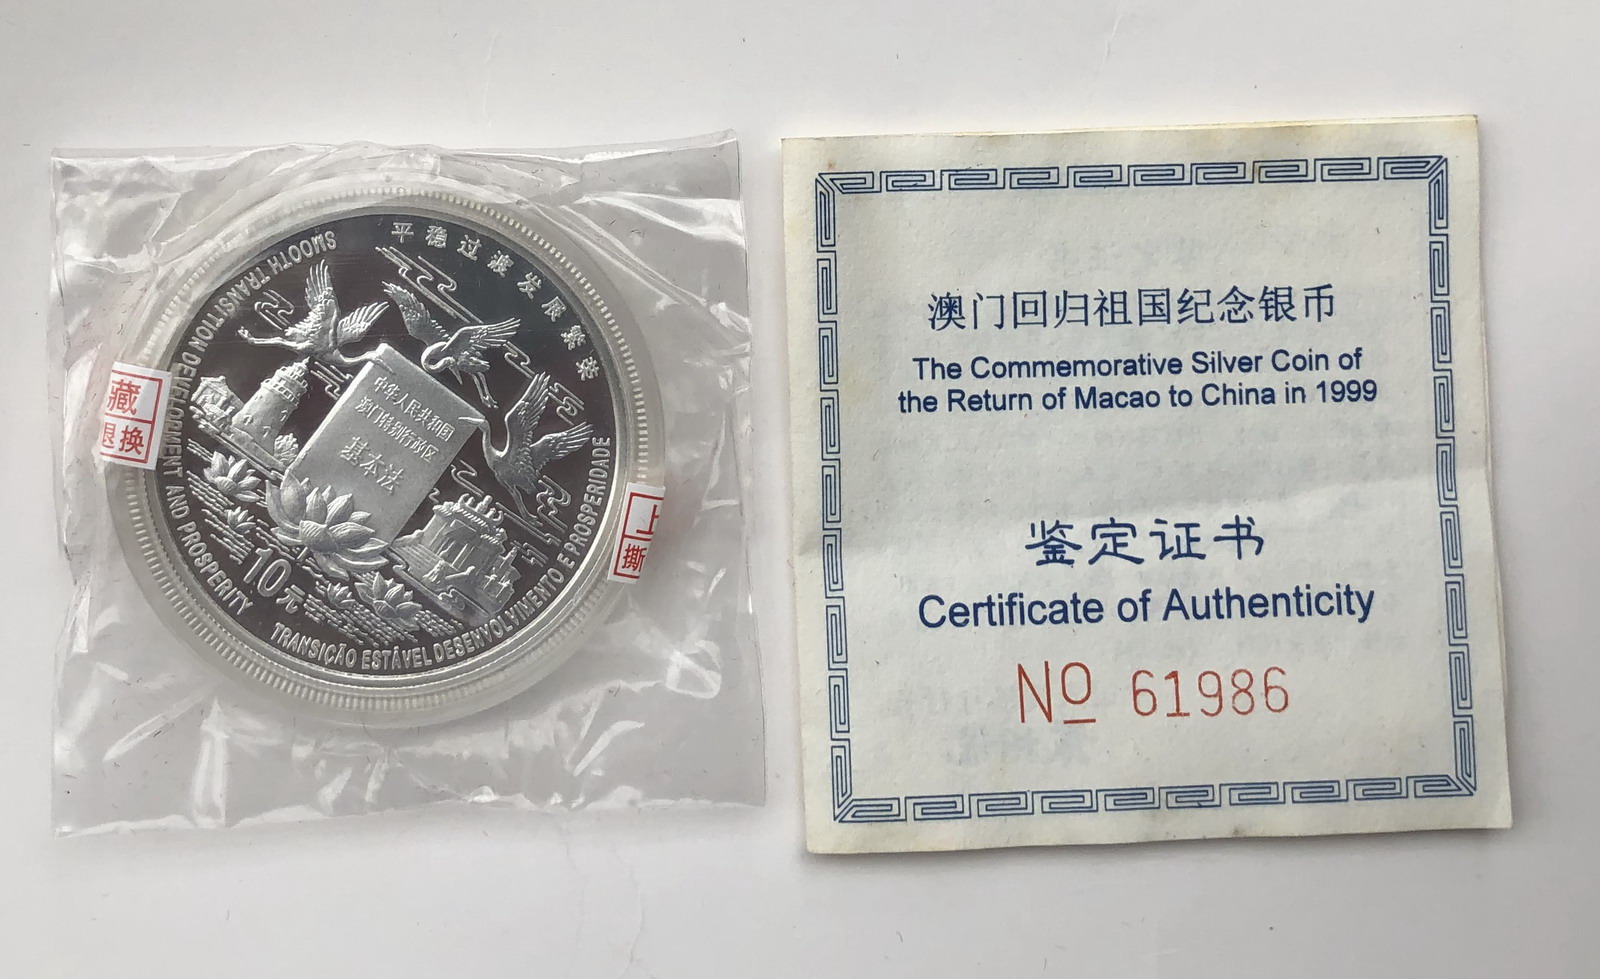 平稳过渡发展繁荣
SMOOTH TRANSITION DEVELOPMENT AND PROSPERITY
中华人民共和国
澳门特别行政区
基本法
10元
TRANSIÇÃO ESTÁVEL DESENVOLVIMENTO E PROSPERIDADE
藏
退换
上
撕
澳门回归祖国纪念银币
The Commemorative Silver Coin of
the Return of Macao to China in 1999
鉴定证书
Certificate of Authenticity
No 61986